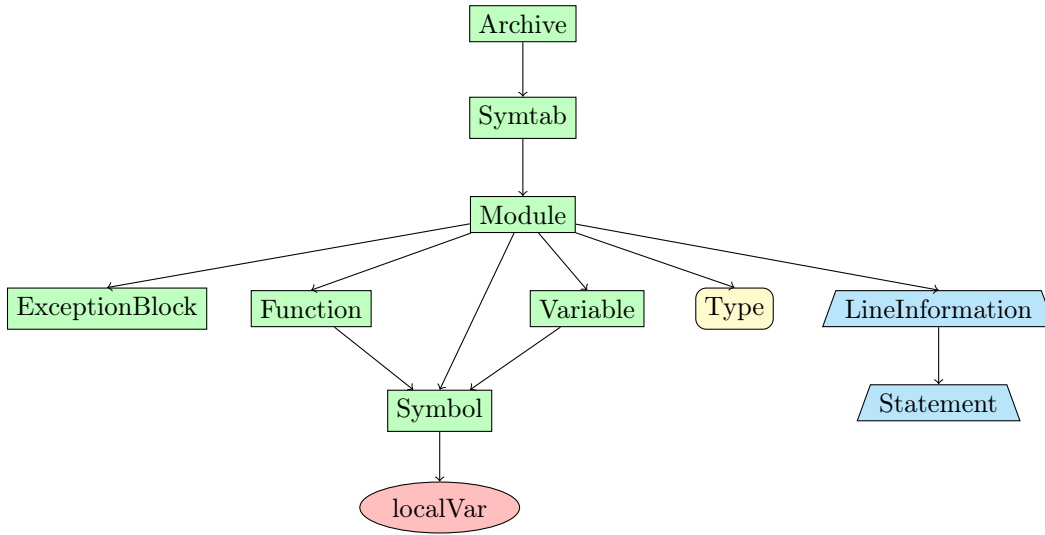 Archive
Symtab
Module
ExceptionBlock
Function
Variable
Type
LineInformation
Symbol
Statement
localVar